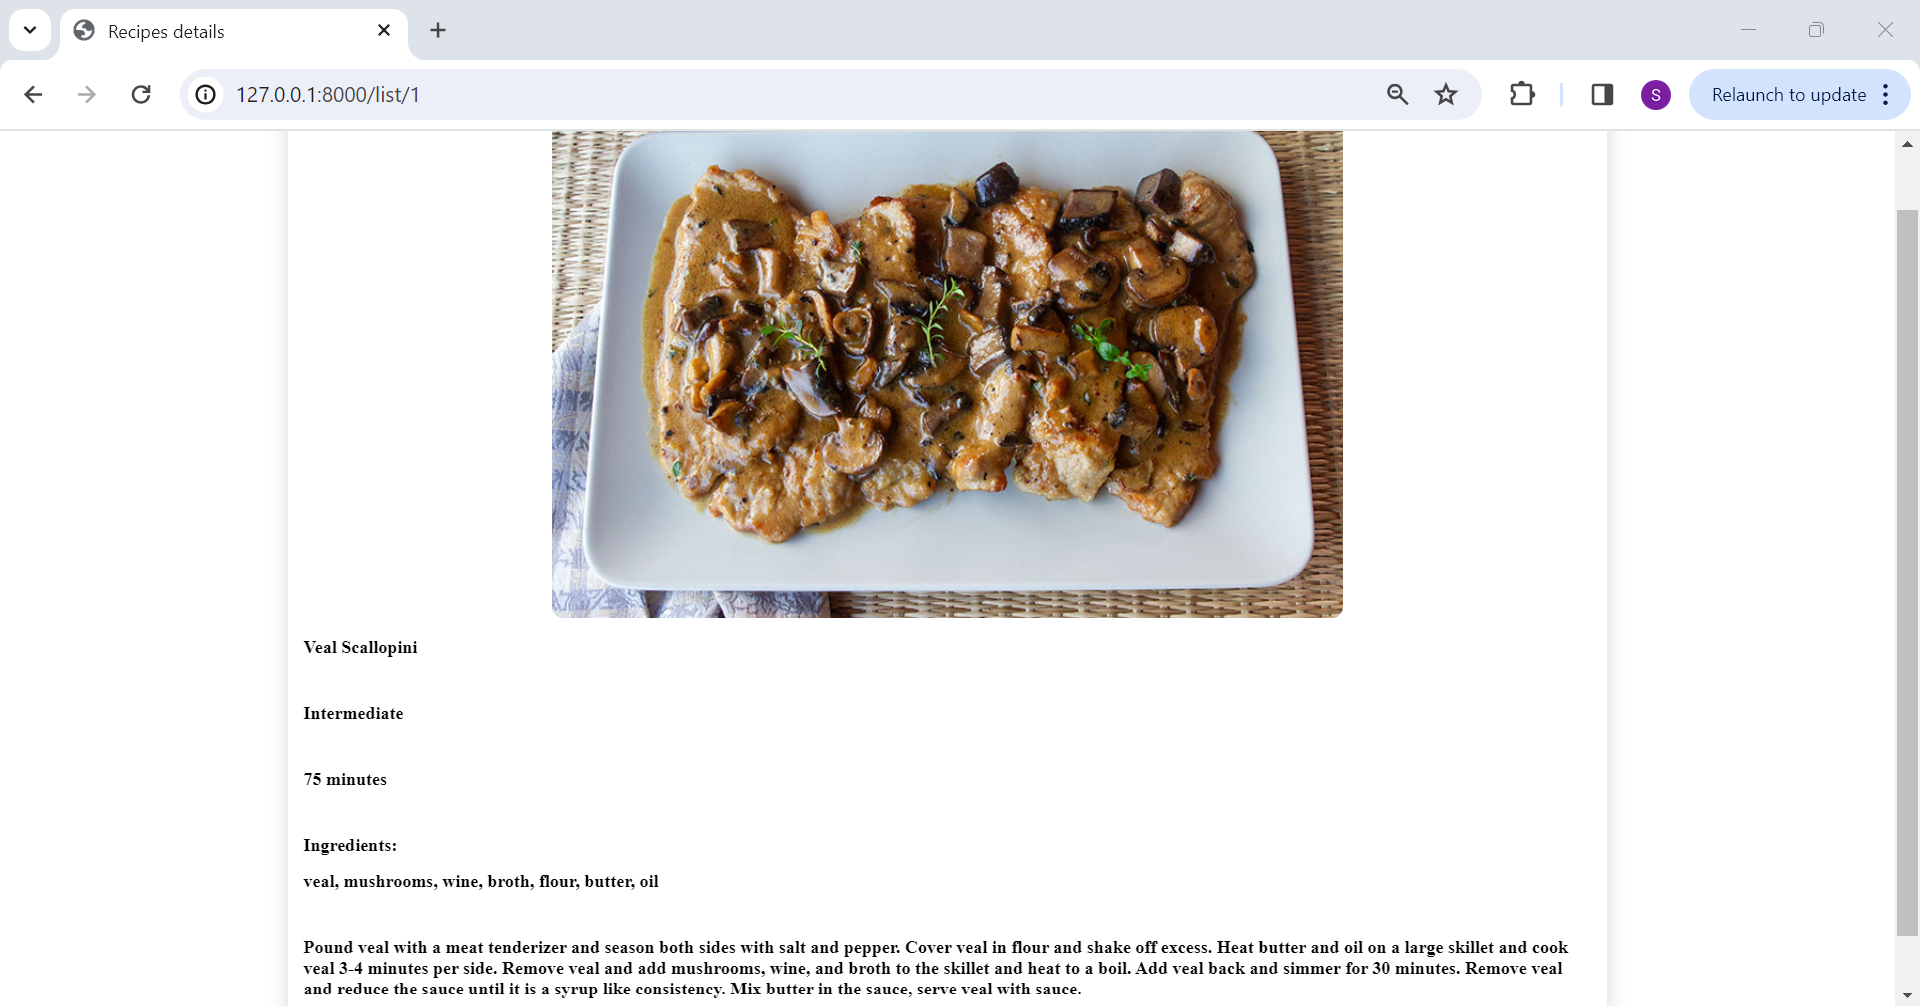 Recipes details
127.0.0.1:8000/list/1
S
Relaunch to update
Veal Scallopini
Intermediate
75 minutes
Ingredients:
veal, mushrooms, wine, broth, flour, butter, oil
Pound veal with a meat tenderizer and season both sides with salt and pepper. Cover veal in flour and shake off excess. Heat butter and oil on a large skillet and cook
veal 3-4 minutes per side. Remove veal and add mushrooms, wine, and broth to the skillet and heat to a boil. Add veal back and simmer for 30 minutes. Remove veal
and reduce the sauce until it is a syrup like consistency. Mix butter in the sauce, serve veal with sauce.